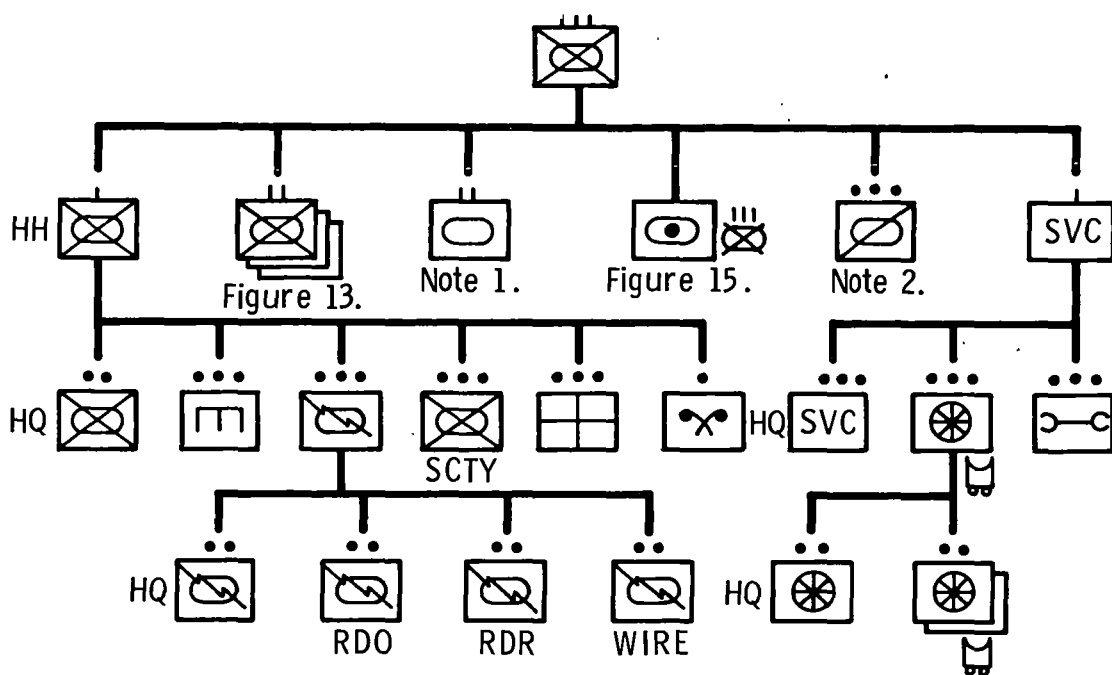 HH
SVC
Figure 13.
Note 1.
Figure 15.
Note 2.
HQ
SCTY
HQ
SVC
HQ
RDO
RDR
WIRE
HQ